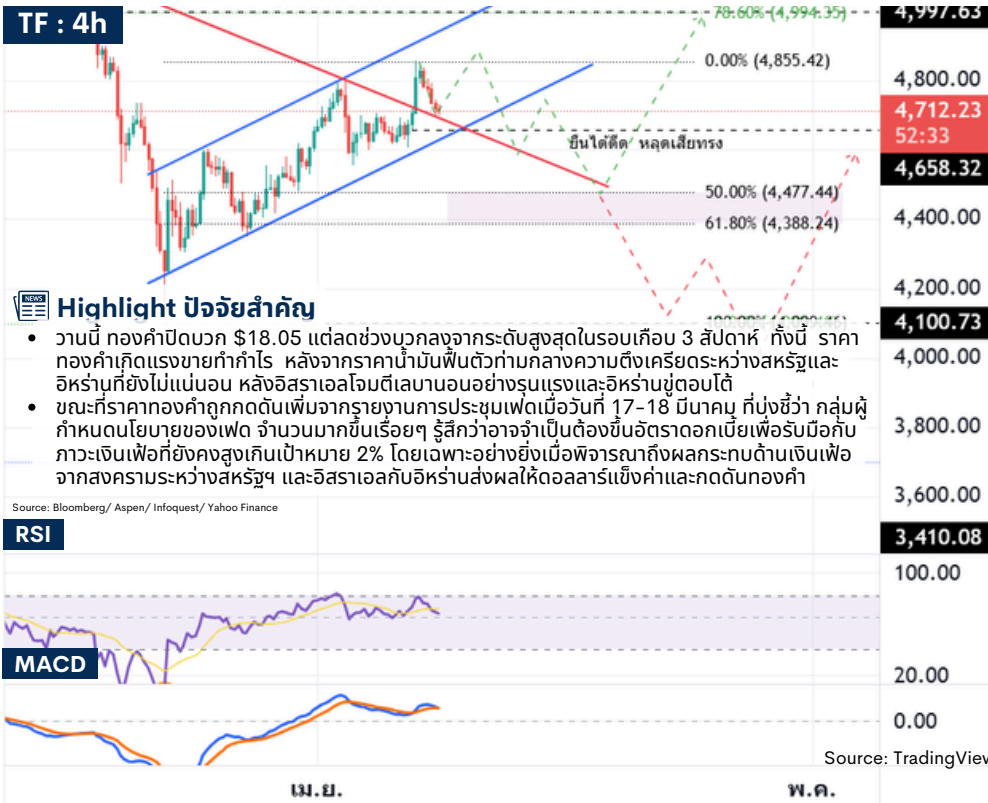 TF : 4h
78.60% (4,994.35)
4,997.63
0.00% (4,855.42)
4,800.00
4,712.23
52:33
ยืนได้ดีด หลุดเสียทรง
4,658.32
50.00% (4,477.44)
4,400.00
61.80% (4,388.24)
4,200.00
4,100.73
4,000.00
3,800.00
3,600.00
3,410.08
NEWS
Highlight ปัจจัยสำคัญ
• วานนี้ ทองคำปิดบวก $18.05 แต่ลดช่วงบวกลงจากระดับสูงสุดในรอบเกือบ 3 สัปดาห์ ทั้งนี้ ราคา
ทองคำเกิดแรงขายทำกำไร หลังจากราคาน้ำมันฟื้นตัวท่ามกลางความตึงเครียดระหว่างสหรัฐและ
อิหร่านที่ยังไม่แน่นอน หลังอิสราเอลโจมตีเลบานอนอย่างรุนแรงและอิหร่านขู่ตอบโต้
• ขณะที่ราคาทองคำถูกกดดันเพิ่มจากรายงานการประชุมเฟดเมื่อวันที่ 17-18 มีนาคม ที่บ่งชี้ว่า กลุ่มผู้
กำหนดนโยบายของเฟด จำนวนมากขึ้นเรื่อยๆ รู้สึกว่าอาจจำเป็นต้องขึ้นอัตราดอกเบี้ยเพื่อรับมือกับ
ภาวะเงินเฟ้อที่ยังคงสูงเกินเป้าหมาย 2% โดยเฉพาะอย่างยิ่งเมื่อพิจารณาถึงผลกระทบด้านเงินเฟ้อ
จากสงครามระหว่างสหรัฐฯ และอิสราเอลกับอิหร่านส่งผลให้ดอลลาร์แข็งค่าและกดดันทองคำ
Source: Bloomberg/ Aspen/ Infoquest/ Yahoo Finance
RSI
100.00
20.00
MACD
0.00
Source: TradingView
เม.ย.
พ.ค.